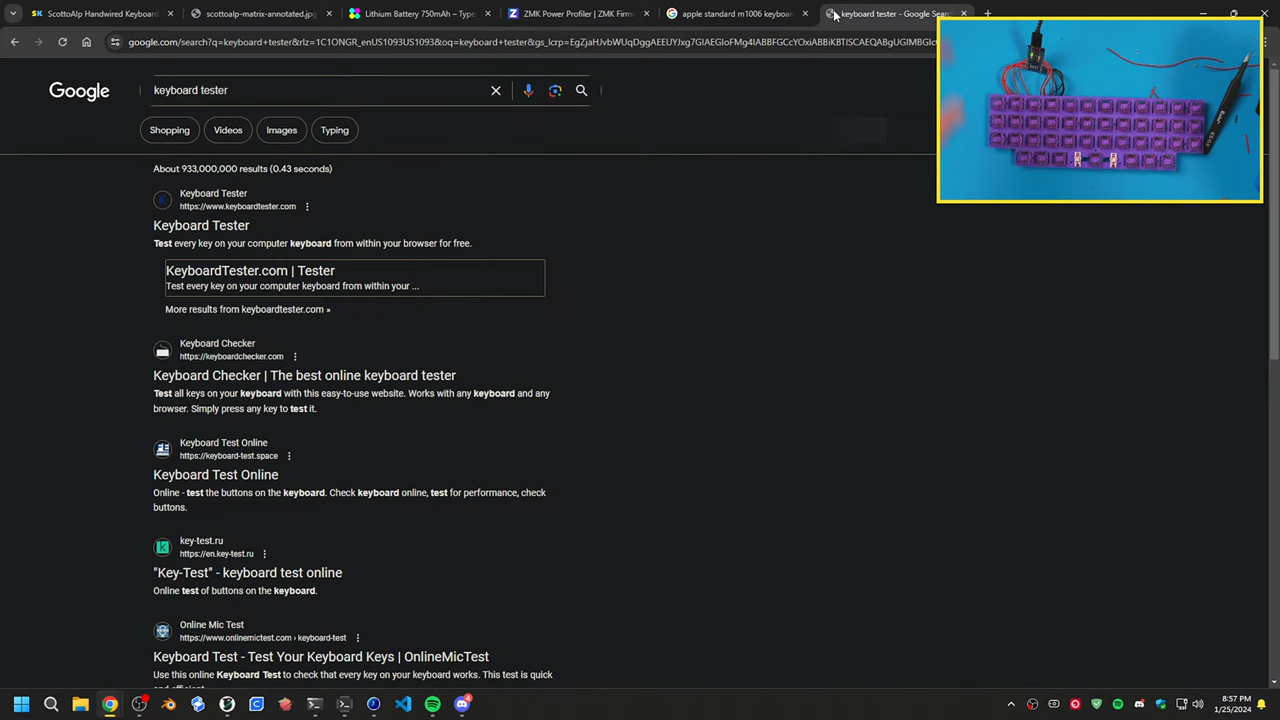 ScottoAlp Handwired Keyboard
scottoalp-matrix-annotated.jpg
Lithium Battery 750mAh – Type
ZMK Power Profiler | ZMK Firm
apple standard m1006 keyboar
keyboard tester - Google Sear
google.com/search?q=keyboard+tester&rlz=1C1ONGR_enUS1093US1093&oq=keyboard+tester&gs_lcrp=
Google
keyboard tester
Shopping
Videos
Images
Typing
About 933,000,000 results (0.43 seconds)
Keyboard Tester
https://www.keyboardtester.com
Keyboard Tester
Test every key on your computer keyboard from within your browser for free.
KeyboardTester.com | Tester
Test every key on your computer keyboard from within your ...
More results from keyboardtester.com »
Keyboard Checker
https://keyboardchecker.com
Keyboard Checker | The best online keyboard tester
Test all keys on your keyboard with this easy-to-use website. Works with any keyboard and any
browser. Simply press any key to test it.
Keyboard Test Online
https://keyboard-test.space
Keyboard Test Online
Online - test the buttons on the keyboard. Check keyboard online, test for performance, check
buttons.
key-test.ru
https://en.key-test.ru
"Key-Test" - keyboard test online
Online test of buttons on the keyboard.
Online Mic Test
https://www.onlinemictest.com › keyboard-test
Keyboard Test - Test Your Keyboard Keys | OnlineMicTest
Use this online Keyboard Test to check that every key on your keyboard works. This test is quick
and efficient
8:57 PM
1/25/2024